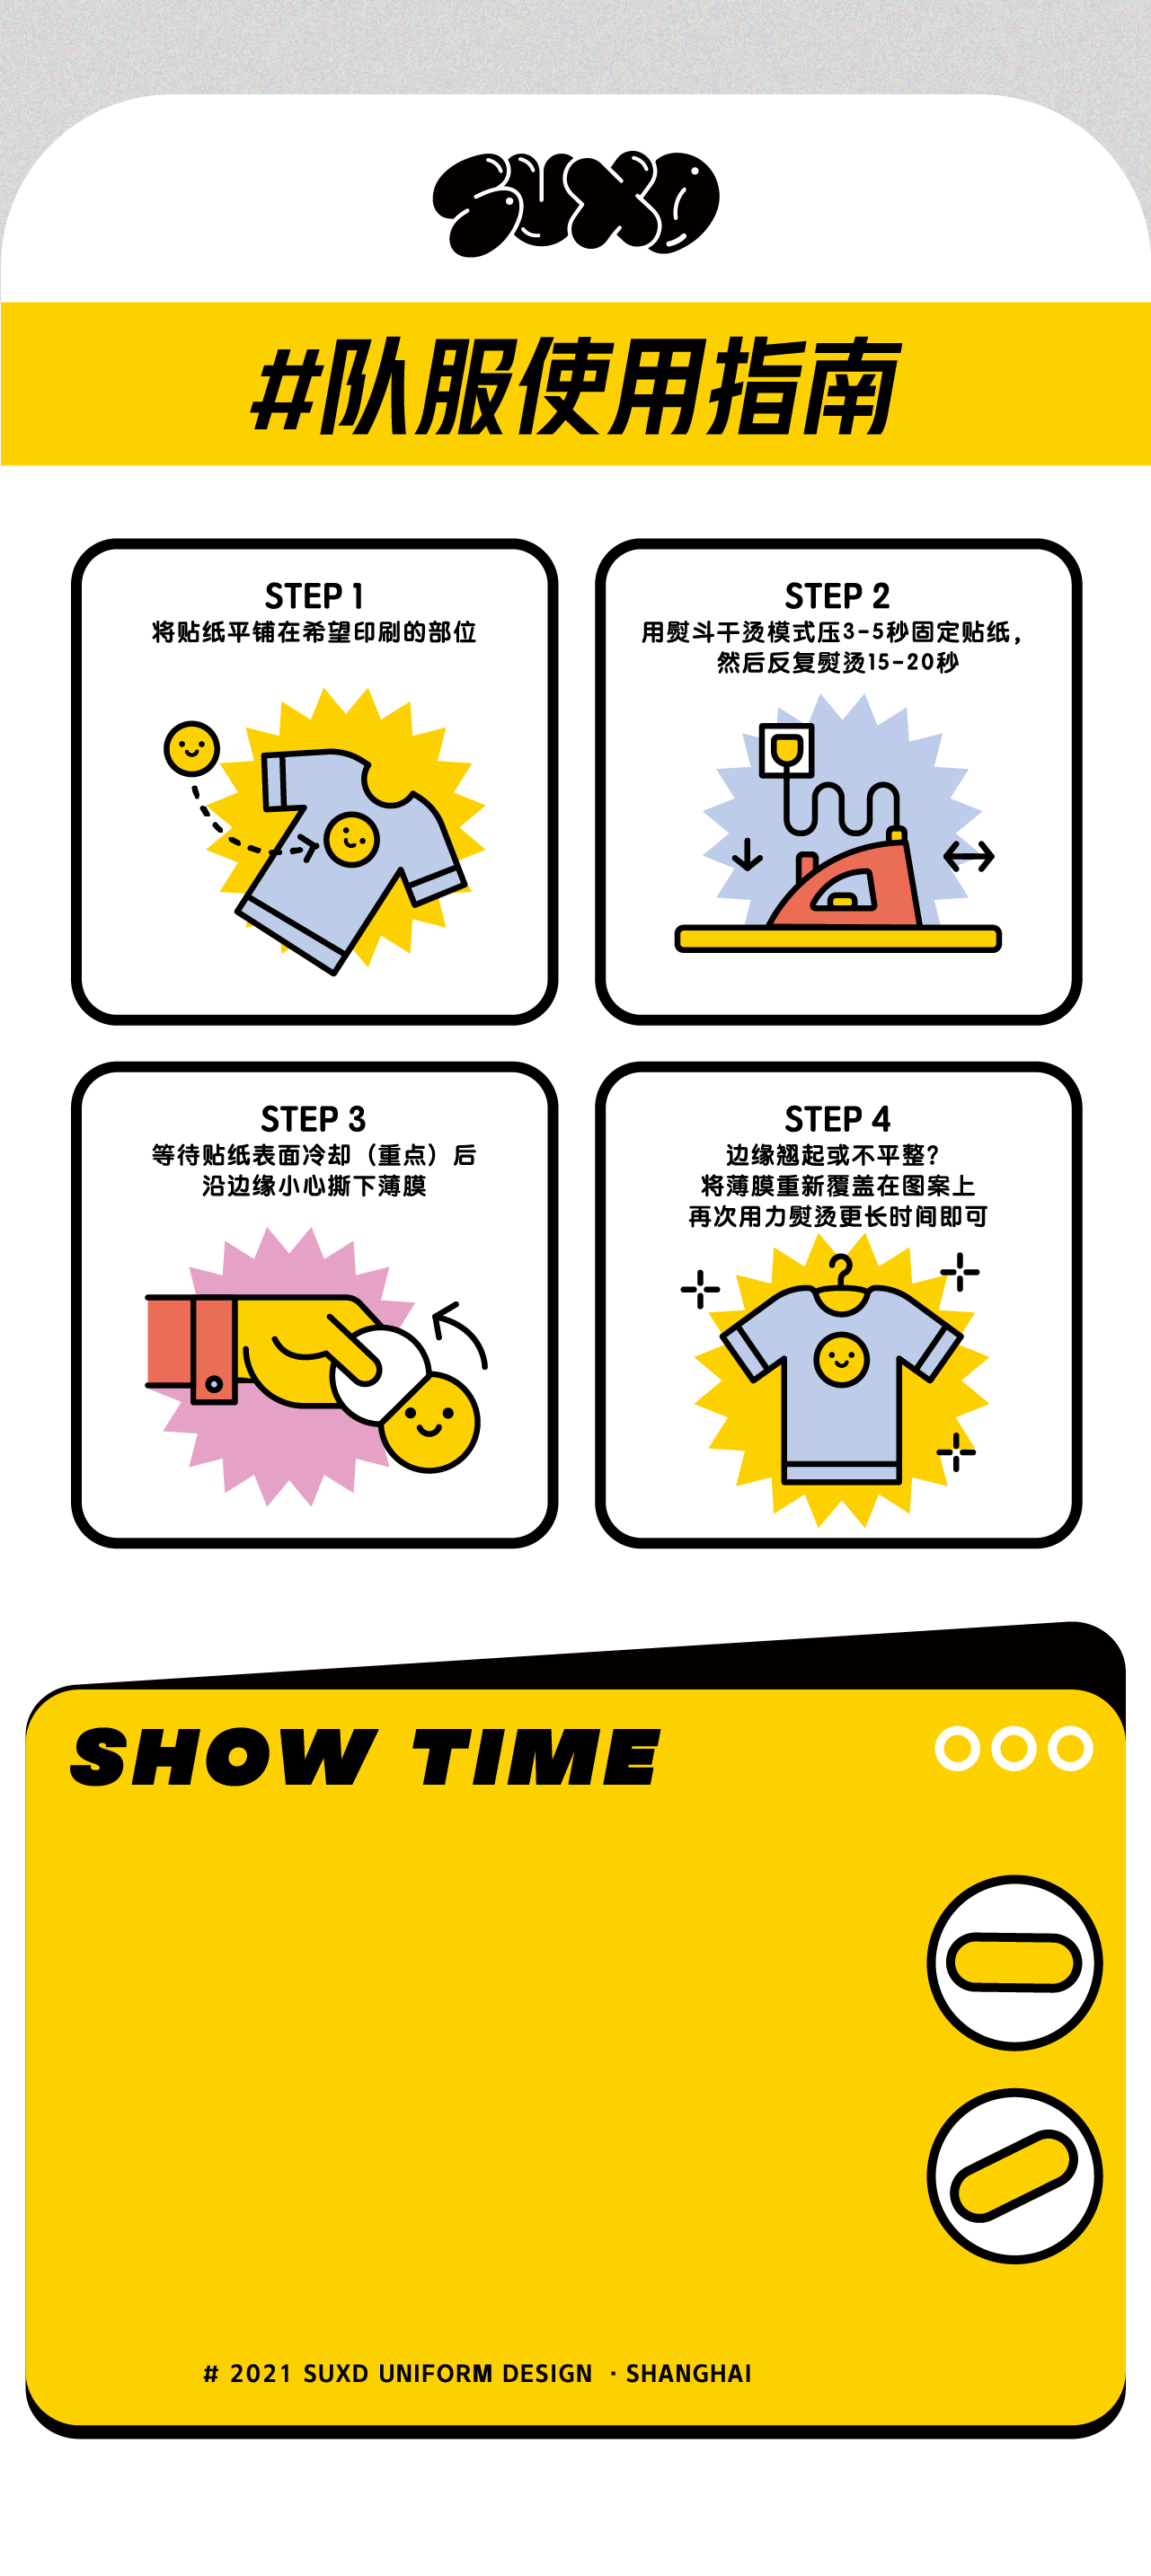 SUXD
#队服使用指南
STEP 1
将贴纸平铺在希望印刷的部位
STEP 2
用熨斗干烫模式压3-5秒固定贴纸，
然后反复熨烫15-20秒
STEP 3
等待贴纸表面冷却（重点）后
沿边缘小心撕下薄膜
STEP 4
边缘翘起或不平整？
将薄膜重新覆盖在图案上
再次用力熨烫更长时间即可
SHOW TIME
# 2021 SUXD UNIFORM DESIGN · SHANGHAI